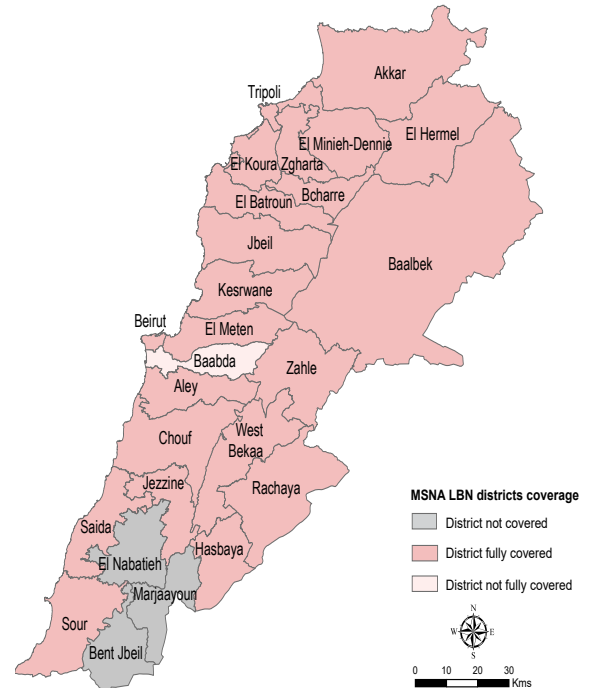 Akkar
Tripoli
El Hermel
El Minieh-Dennie
El Koura
Zgharta
Bcharre
El Batroun
Jbeil
Baalbek
Kesrwane
Beirut
El Meten
Baabda
Zahle
Aley
West
Bekaa
Chouf
Jezzine
Rachaya
Saida
Hasbaya
El Nabatieh
Marjaayoun
Sour
Bent Jbeil
MSNA LBN districts coverage
District not covered
District fully covered
District not fully covered
N
W E
S
0 10 20 30
Kms